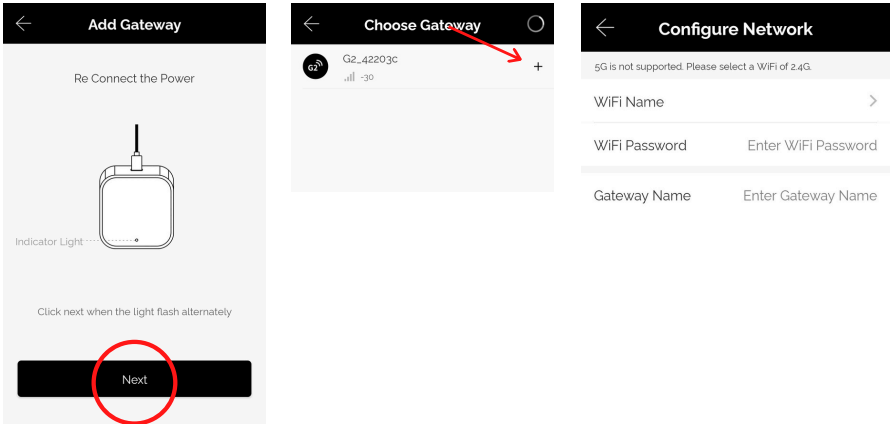 Add Gateway
Re Connect the Power
Indicator Light
Click next when the light flash alternately
Next
Choose Gateway
G2
G2_42203c
-30
+
Configure Network
5G is not supported. Please select a WiFi of 2.4G.
WiFi Name
WiFi Password Enter WiFi Password
Gateway Name Enter Gateway Name